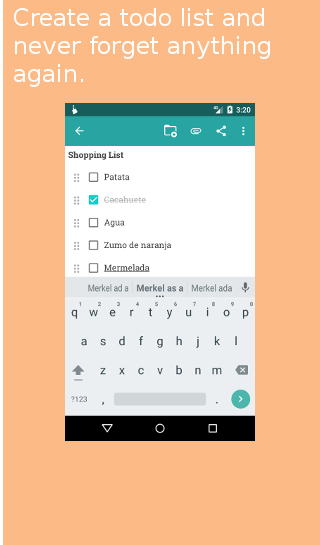 Create a todo list and
never forget anything
again.
3:20
Shopping List
Patata
Cacahuete
Agua
Zumo de naranja
Mermelada
Merkel ad a Merkel as a Merkel ada
1 2 3 4 5 6 7 8 9 0
q w e r t y u i o p
a s d f g h j k l
z x c v b n m
?123 , .